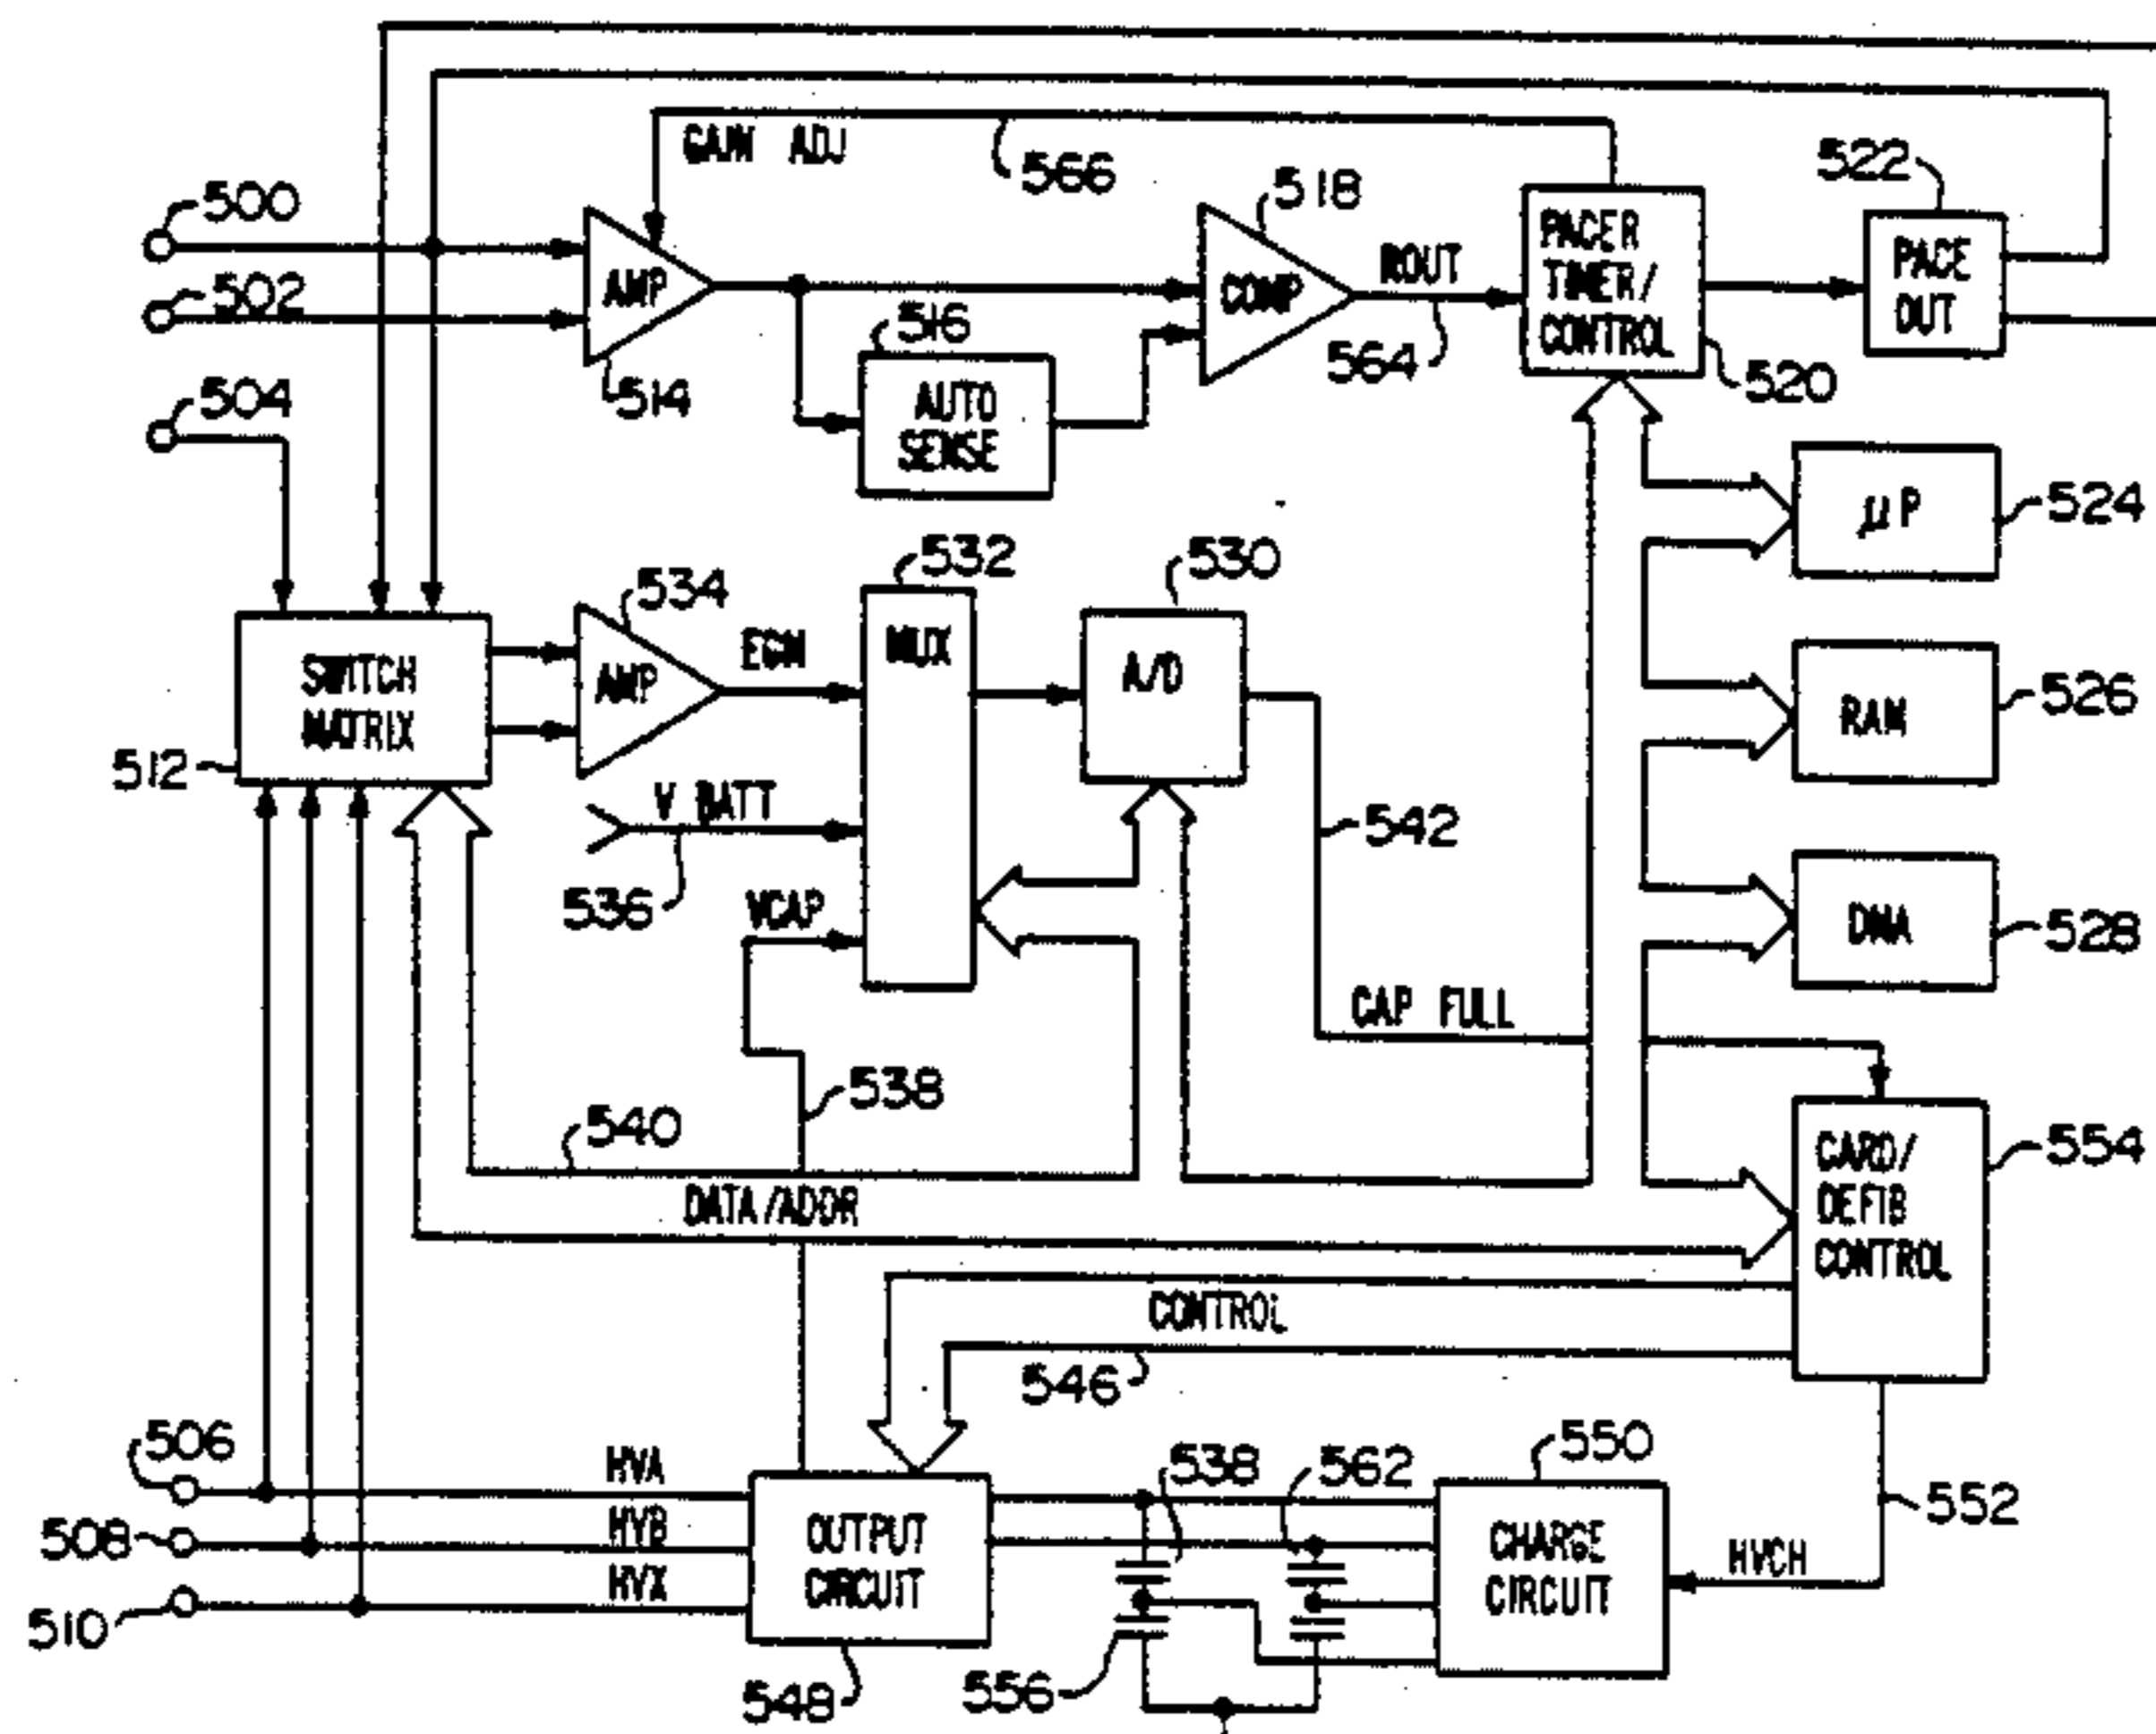 GAIN ADJ
566
522
500
518
PACER
TIMER/
CONTROL
PACE
OUT
502
AMP
COMP
ROUT
516
564
520
504
514
AUTO
SENSE
μP
524
532
530
534
EGM
MUX
A/D
SWITCH
MATRIX
AMP
RAM
526
512
V BATT
542
536
VCAP
DMA
528
CAP FULL
538
540
CARD/
DEFIB
CONTROL
554
DATA/ADDR
CONTROL
546
506
HVA
538
562
550
552
508
HVB
OUTPUT
CIRCUIT
CHARGE
CIRCUIT
HVCH
HVX
510
548
556